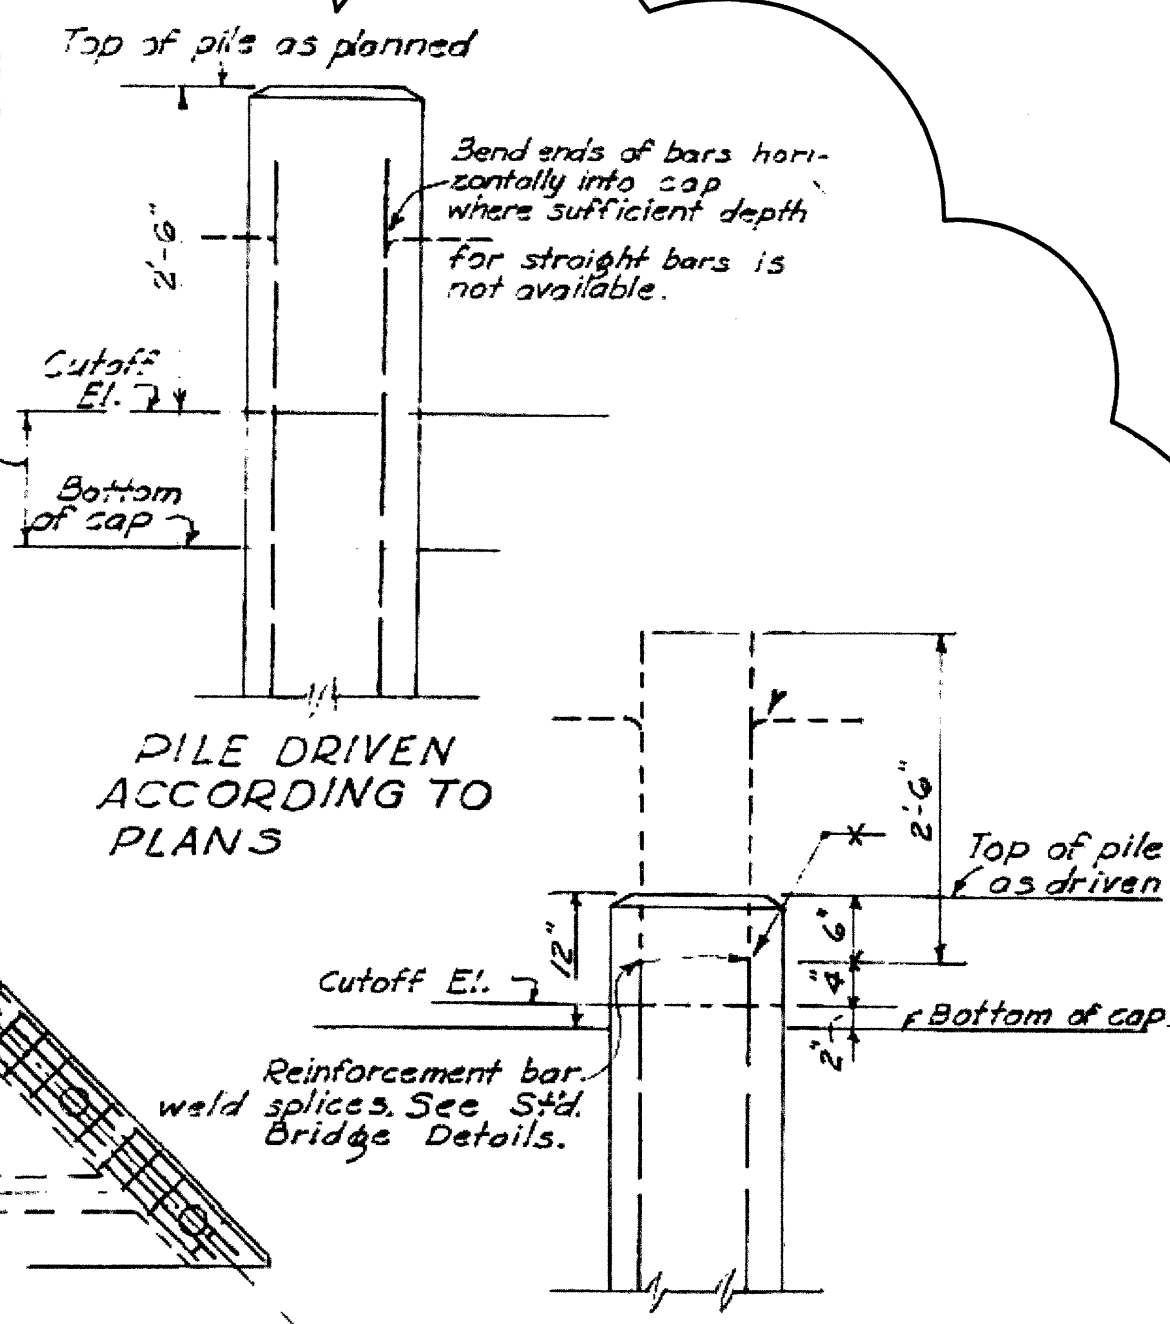 Top of pile as planned
Bend ends of bars hori-
zontally into cap
where sufficient depth
for straight bars is
not available.
2'-6"
Cutoff
El.
Bottom
of cap
PILE DRIVEN
ACCORDING TO
PLANS
2'-6"
Top of pile
as driven
12"
6"
Cutoff El.
4"
Bottom of cap.
2"
Reinforcement bar
weld splices. See Std.
Bridge Details.